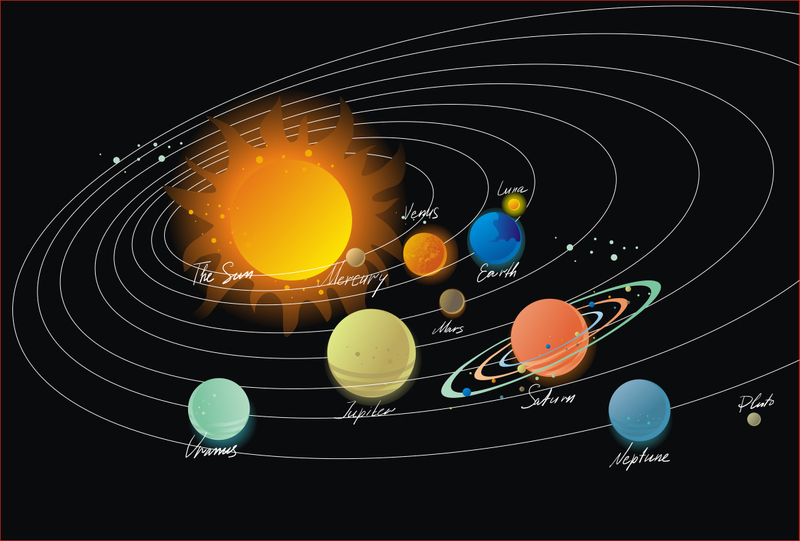 Luna
Venus
The Sun
Mercury
Earth
Mars
Jupiter
Saturn
Pluto
Uranus
Neptune